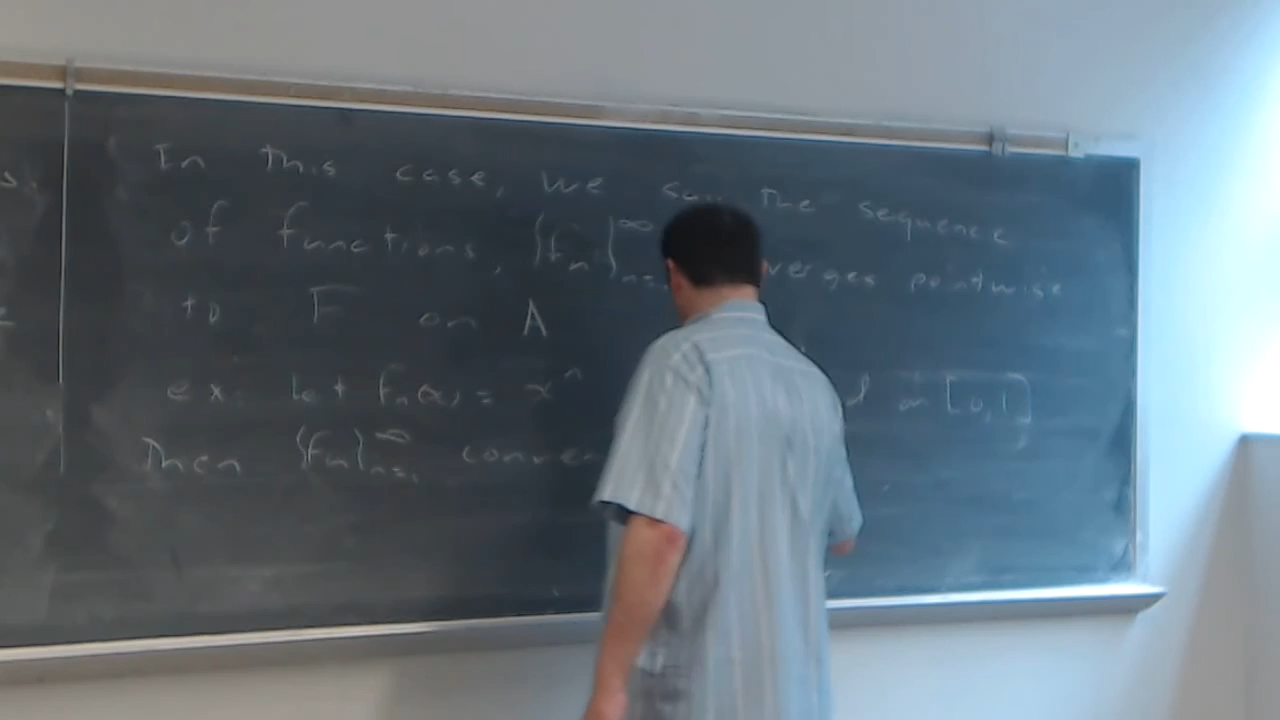 In this case, we say the sequence
of functions, {fn}∞n=1 verges pointwise
to F on A
ex: let fn(x) = x^n d on [0,1]
Then {fn}∞n=1 conver